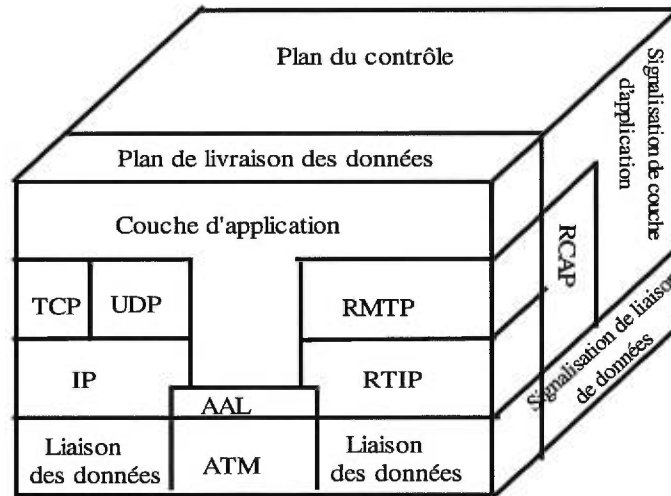 Plan du contrôle
Plan de livraison des données
Couche d'application
TCP
UDP
RMTP
IP
RTIP
AAL
Liaison
des données
ATM
Liaison
des données
Signalisation de couche
d'application
RCAP
Signalisation de liaison
de données